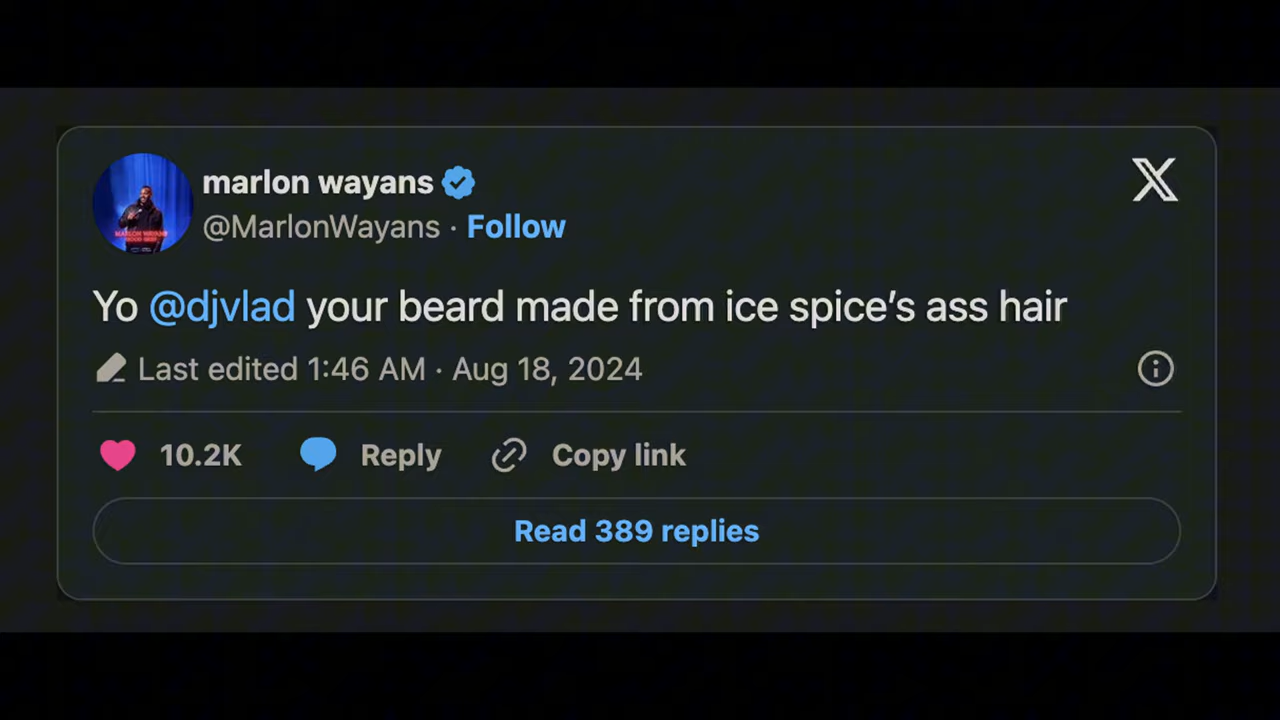 marlon wayans
@MarlonWayans · Follow
Yo @djvlad your beard made from ice spice’s ass hair
Last edited 1:46 AM · Aug 18, 2024
10.2K Reply Copy link
Read 389 replies